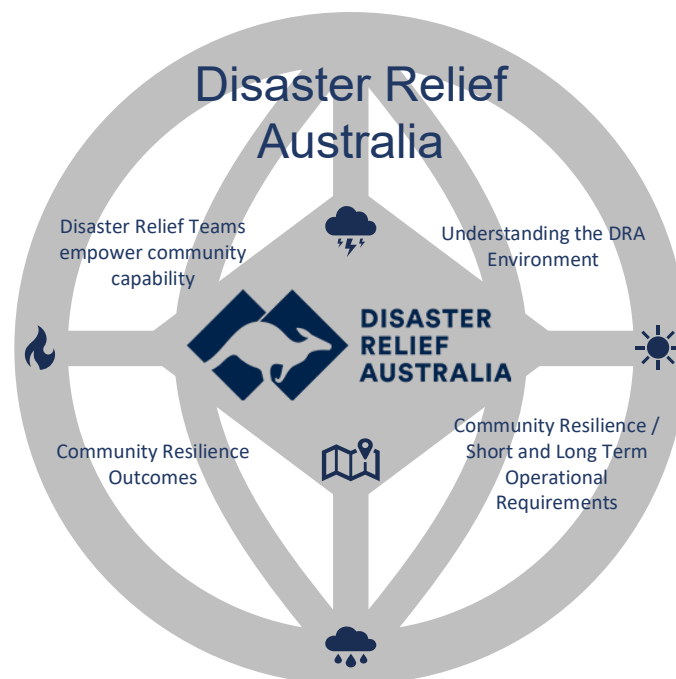 Disaster Relief
Australia
Disaster Relief Teams
empower community
capability
Understanding the DRA
Environment
DISASTER
RELIEF
AUSTRALIA
Community Resilience
Outcomes
Community Resilience /
Short and Long Term
Operational
Requirements